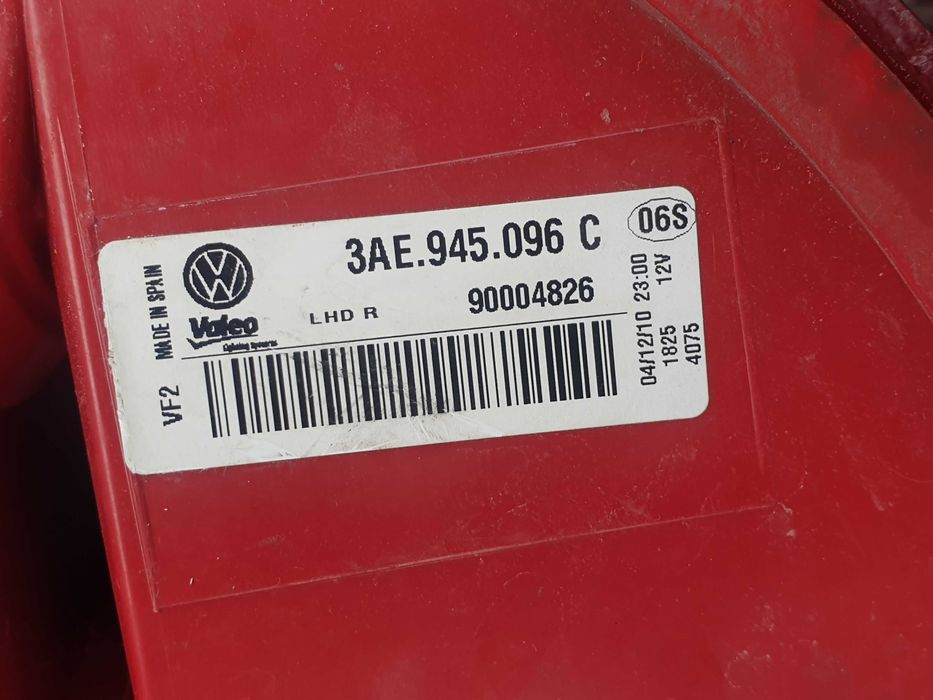 3AE.945.096 C
06S
MADE IN SPAIN
VW
Valeo
LHD R
90004826
VF2
04/12/10 23:00
1825 12V
4075